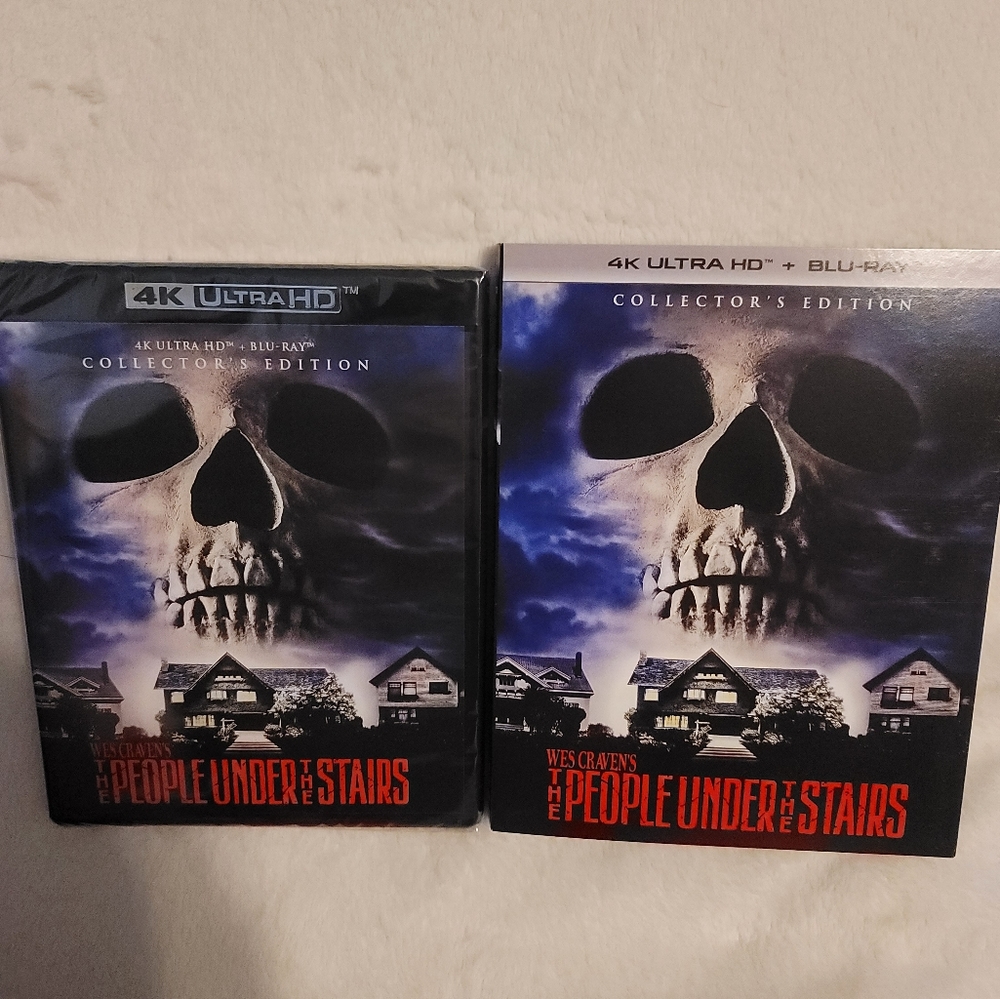 4K ULTRA HD™
4K ULTRA HD™ + BLU-RAY™
COLLECTOR'S EDITION
WES CRAVEN'S
THE PEOPLE UNDER THE STAIRS
4K ULTRA HD™ + BLU-RAY
COLLECTOR'S EDITION
WES CRAVEN'S
THE PEOPLE UNDER THE STAIRS